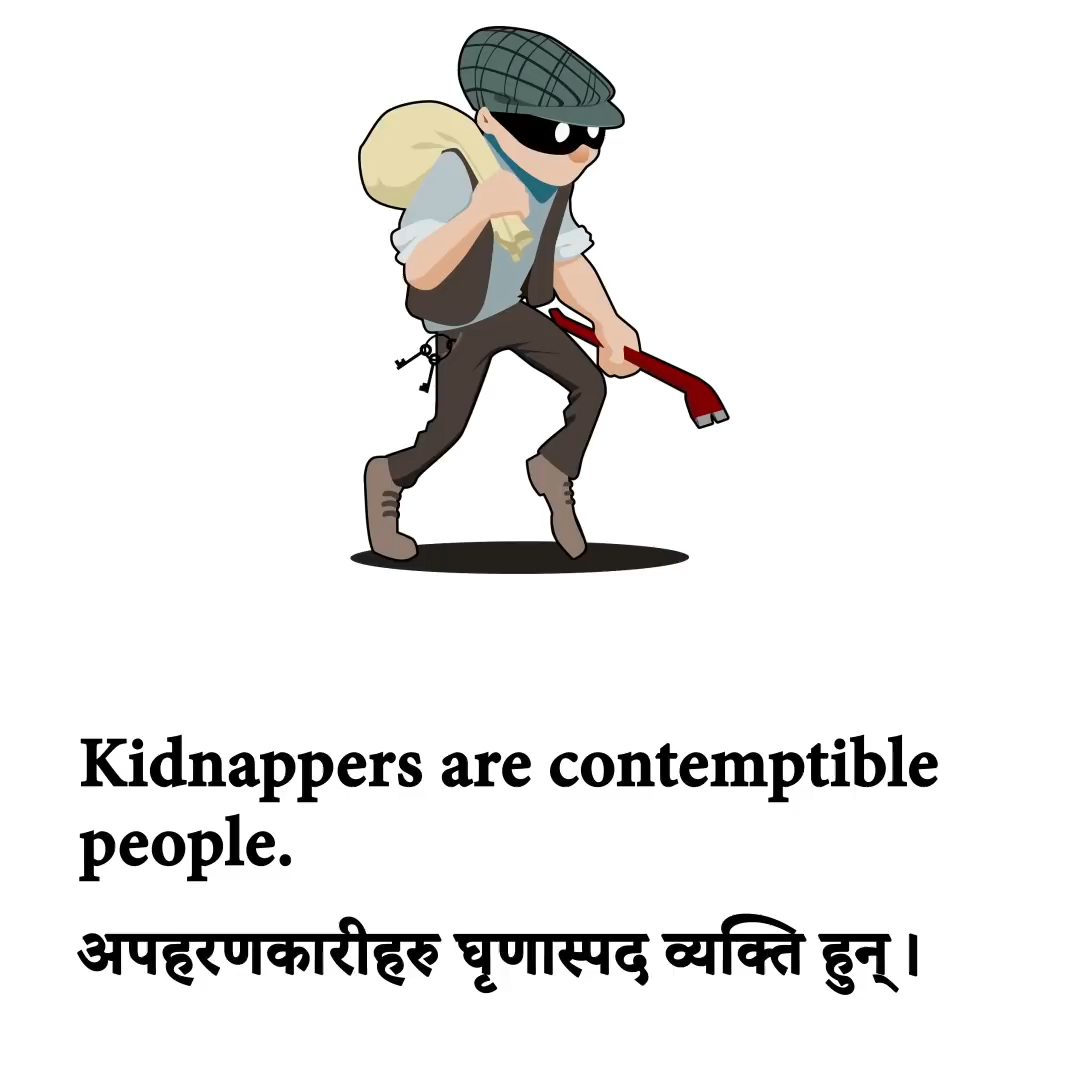 Kidnappers are contemptible
people.
अपहरणकारीहरु घृणास्पद व्यक्ति हुन् ।